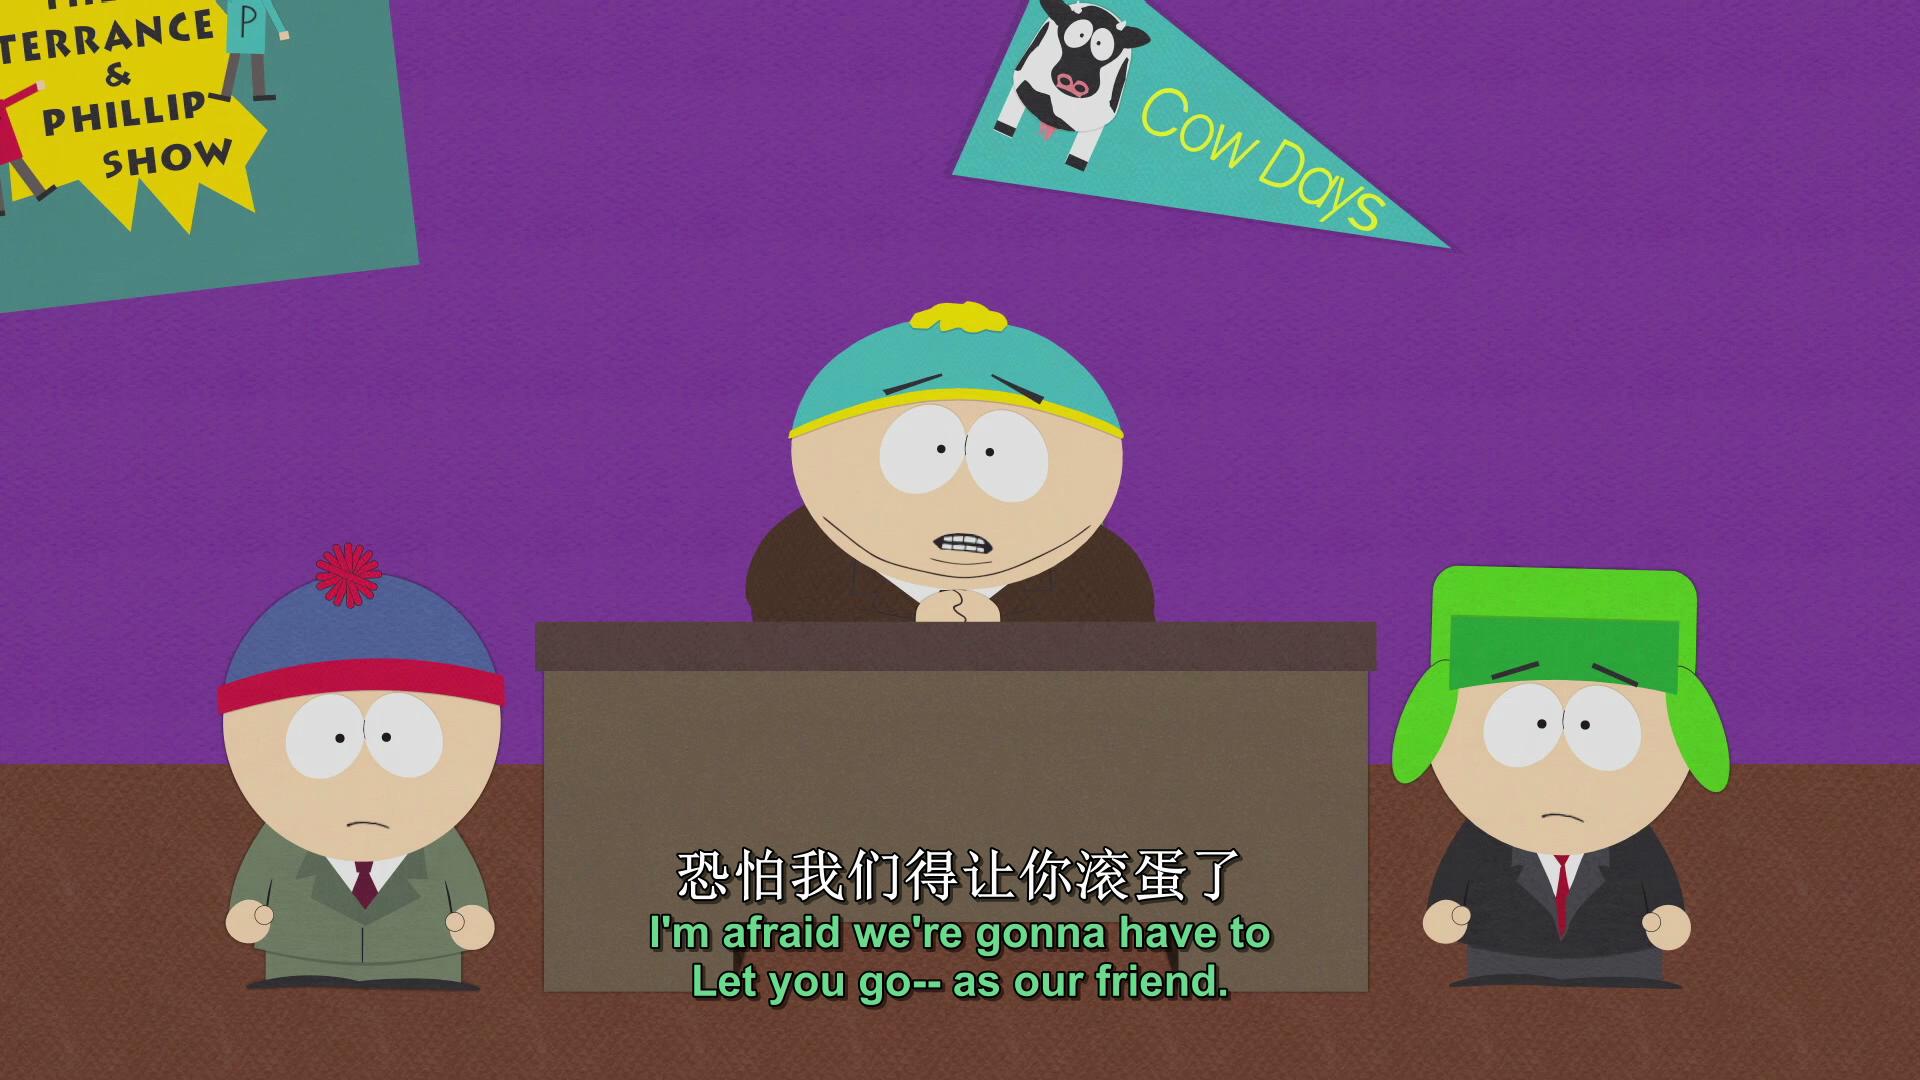 TERRANCE
&
PHILLIP
SHOW
P
Cow Days
恐怕我们得让你滚蛋了
I'm afraid we're gonna have to
Let you go-- as our friend.